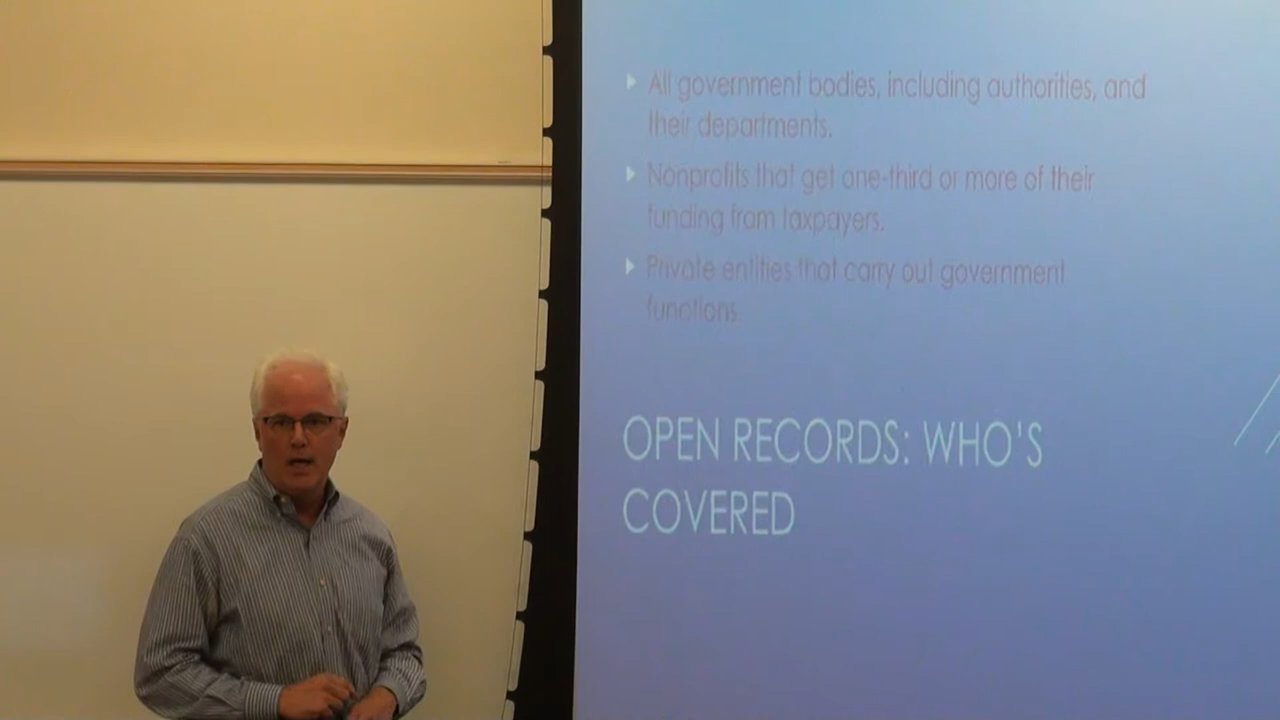 All government bodies, including authorities, and
their departments.
Nonprofits that get one-third or more of their
funding from taxpayers.
Private entities that carry out government
functions
OPEN RECORDS: WHO'S
COVERED